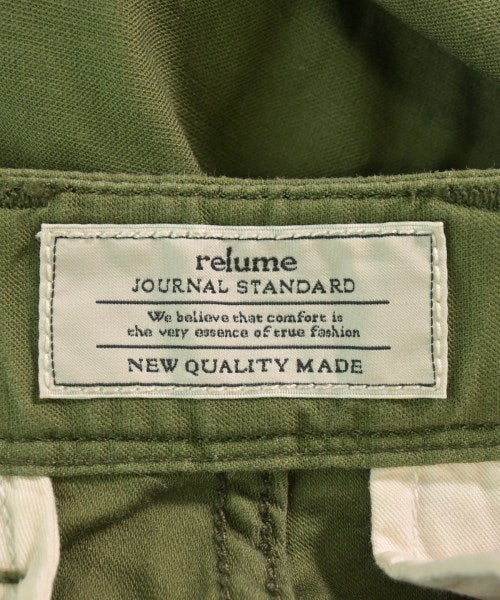 relume
JOURNAL STANDARD
We believe that comfort is
the very essence of true fashion
NEW QUALITY MADE